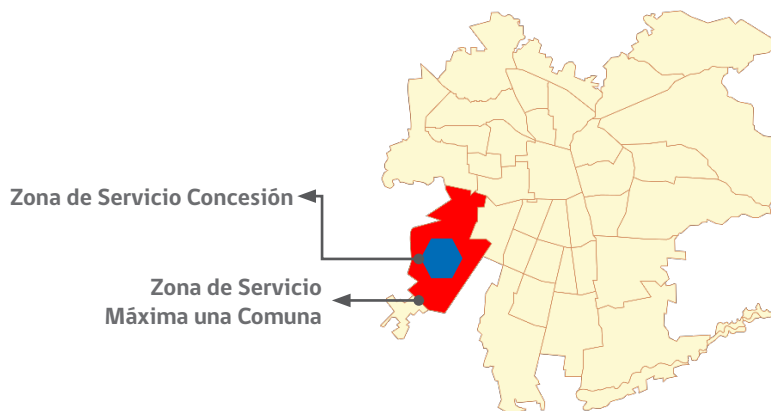 Zona de Servicio Concesión
Zona de Servicio
Máxima una Comuna